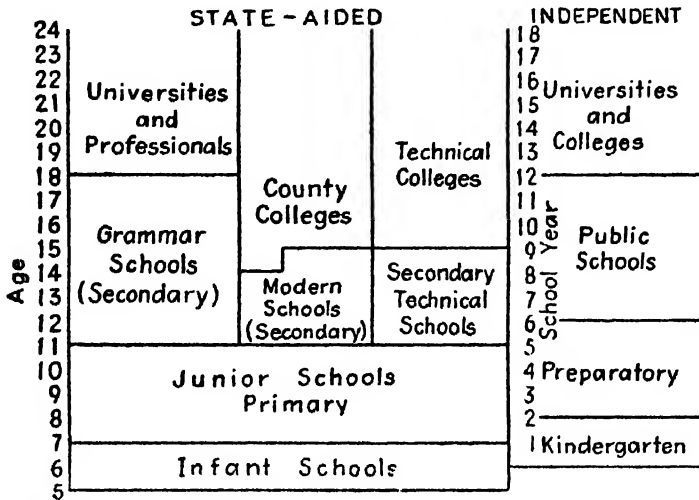 STATE-AIDED
INDEPENDENT
Age
24
23
22
21
20
19
18
17
16
15
14
13
12
11
10
9
8
7
6
5
Universities
and
Professionals
Grammar
Schools
(Secondary)
County
Colleges
Modern
Schools
(Secondary)
Technical
Colleges
Secondary
Technical
Schools
Junior Schools
Primary
Infant Schools
School Year
18
17
16
15
14
13
12
11
10
9
8
7
6
5
4
3
2
1
Universities
and
Colleges
Public
Schools
Preparatory
Kindergarten